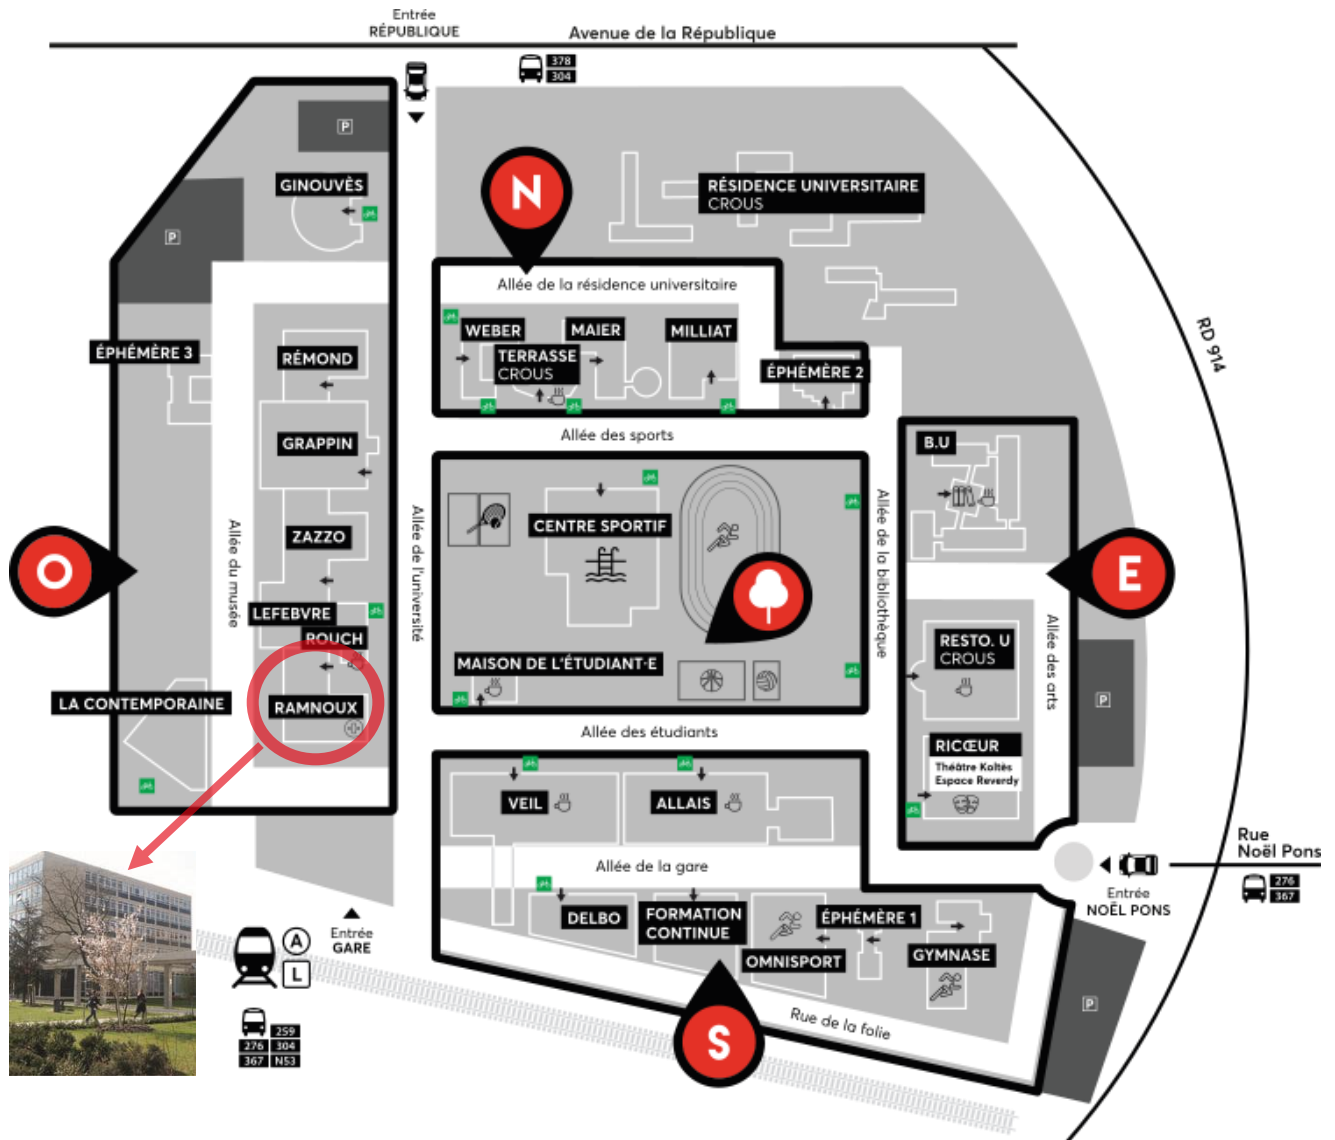 Entrée
RÉPUBLIQUE
Avenue de la République
378
304
P
GINOUVÈS
N
RÉSIDENCE UNIVERSITAIRE
CROUS
P
Allée de la résidence universitaire
WEBER
MAIER
MILLIAT
TERRASSE
CROUS
ÉPHÉMÈRE 2
RD 914
ÉPHÉMÈRE 3
RÉMOND
GRAPPIN
ZAZZO
LEFEBVRE
ROUCH
RAMNOUX
LA CONTEMPORAINE
O
Allée du musée
Allée de l'université
Allée des sports
CENTRE SPORTIF
MAISON DE L'ÉTUDIANT·E
Allée de la bibliothèque
B.U
E
RESTO. U
CROUS
Allée des arts
P
RICŒUR
Théâtre Koltès
Espace Reverdy
Allée des étudiants
VEIL
ALLAIS
Allée de la gare
DELBO
FORMATION
CONTINUE
OMNISPORT
ÉPHÉMÈRE 1
GYMNASE
Rue
Noël Pons
276
367
Entrée
NOËL PONS
P
Entrée
GARE
A
L
259
276 304
367 N53
S
Rue de la folie